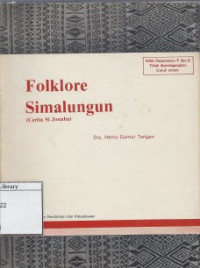 Milik Departemen P dan K
Tidak diperdagangkan
Untuk umum
Folklore
Simalungun
(Cerita Si Jonaha)
Drs. Henry Guntur Tarigan
Library
22
Pendidikan dan Kebudayaan